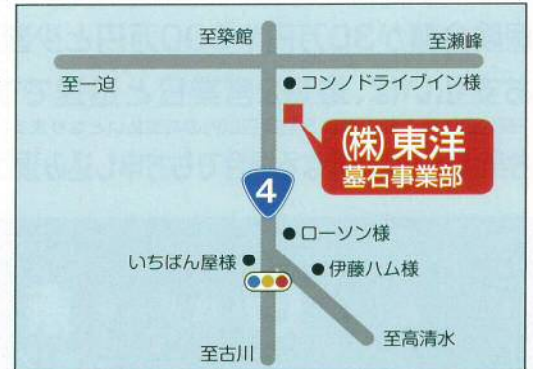 至築館
至瀬峰
至一迫
●コンノドライブイン様
(株)東洋
墓石事業部
4
●ローソン様
いちばん屋様●
●伊藤ハム様
至高清水
至古川